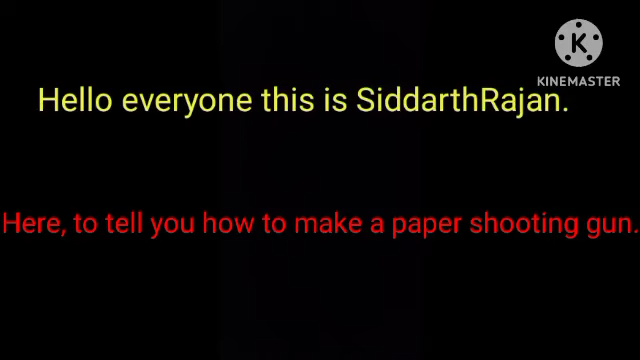 KINEMASTER
Hello everyone this is SiddarthRajan.
Here, to tell you how to make a paper shooting gun.